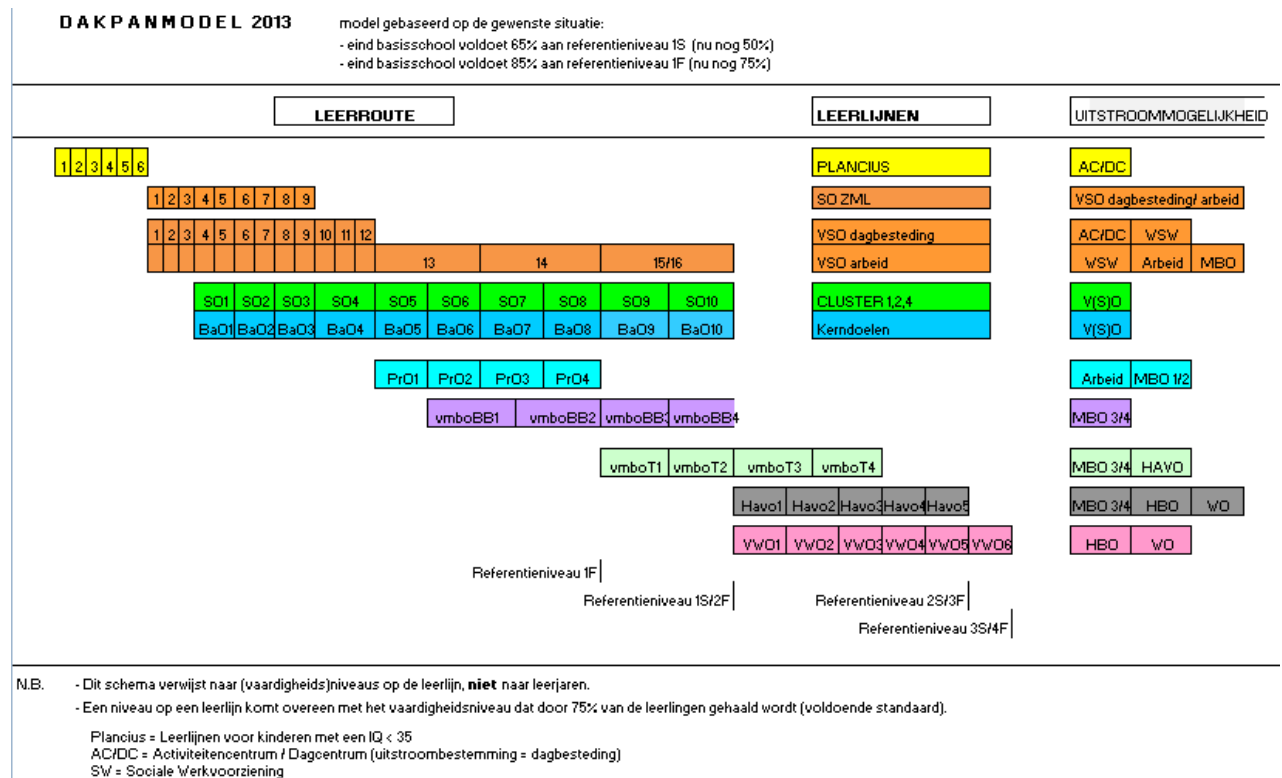 DAKPANMODEL 2013 model gebaseerd op de gewenste situatie:
- eind basisschool voldoet 65% aan referentieniveau 1S (nu nog 50%)
- eind basisschool voldoet 85% aan referentieniveau 1F (nu nog 75%)
LEERROUTE LEERLIJNEN UITSTROOMMOGELIJKHEID
1 2 3 4 5 6 PLANCIUS AC/DC
1 2 3 4 5 6 7 8 9 SO ZML VSO dagbesteding/ arbeid
1 2 3 4 5 6 7 8 9 10 11 12 VSO dagbesteding AC/DC WSW
13 14 15/16 VSO arbeid WSW Arbeid MBO
SO1 SO2 SO3 SO4 SO5 SO6 SO7 SO8 SO9 SO10 CLUSTER 1,2,4 V(S)O
BaO1 BaO2 BaO3 BaO4 BaO5 BaO6 BaO7 BaO8 BaO9 BaO10 Kerndoelen V(S)O
PrO1 PrO2 PrO3 PrO4 Arbeid MBO 1/2
vmboBB1 vmboBB2 vmboBB3 vmboBB4 MBO 3/4
vmboT1 vmboT2 vmboT3 vmboT4 MBO 3/4 HAVO
Havo1 Havo2 Havo3 Havo4 Havo5 MBO 3/4 HBO WO
VWO1 VWO2 VWO3 VWO4 VWO5 VWO6 HBO WO
Referentieniveau 1F
Referentieniveau 1S/2F Referentieniveau 2S/3F
Referentieniveau 3S/4F
N.B. - Dit schema verwijst naar (vaardigheids)niveaus op de leerlijn, niet naar leerjaren.
- Een niveau op een leerlijn komt overeen met het vaardigheidsniveau dat door 75% van de leerlingen gehaald wordt (voldoende standaard).
Plancius = Leerlijnen voor kinderen met een IQ < 35
AC/DC = Activiteitencentrum / Dagcentrum (uitstroombestemming = dagbesteding)
SW = Sociale Werkvoorziening